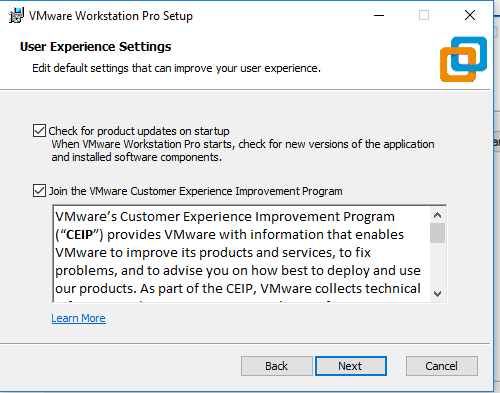 VMware Workstation Pro Setup
User Experience Settings
Edit default settings that can improve your user experience.
Check for product updates on startup
When VMware Workstation Pro starts, check for new versions of the application
and installed software components.
Join the VMware Customer Experience Improvement Program
VMware's Customer Experience Improvement Program
(“CEIP”) provides VMware with information that enables
VMware to improve its products and services, to fix
problems, and to advise you on how best to deploy and use
our products. As part of the CEIP, VMware collects technical
Learn More
Back
Next
Cancel